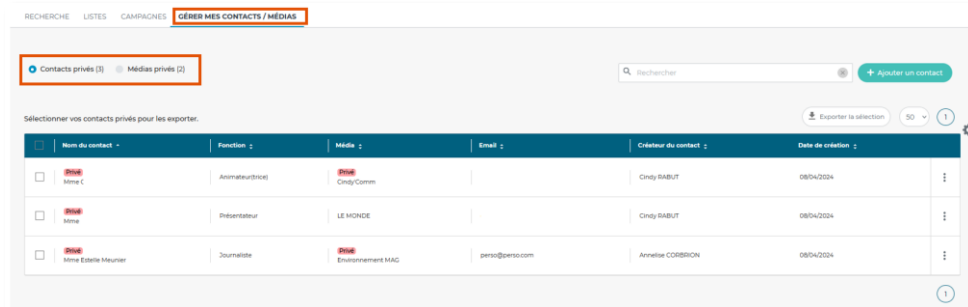 RECHERCHE LISTES CAMPAGNES GÉRER MES CONTACTS / MÉDIAS
Contacts privés (3) Médias privés (2) Rechercher + Ajouter un contact
Sélectionner vos contacts privés pour les exporter. Exporter la sélection 50 1
Nom du contact Fonction Média Email Créateur du contact Date de création
Privé Privé
Mme C Animateur(trice) Cindy'Comm Cindy RABUT 08/04/2024
Privé
Mme Présentateur LE MONDE Cindy RABUT 08/04/2024
Privé Privé
Mme Estelle Meunier Journaliste Environnement MAG perso@perso.com Annelise CORBRION 08/04/2024
1